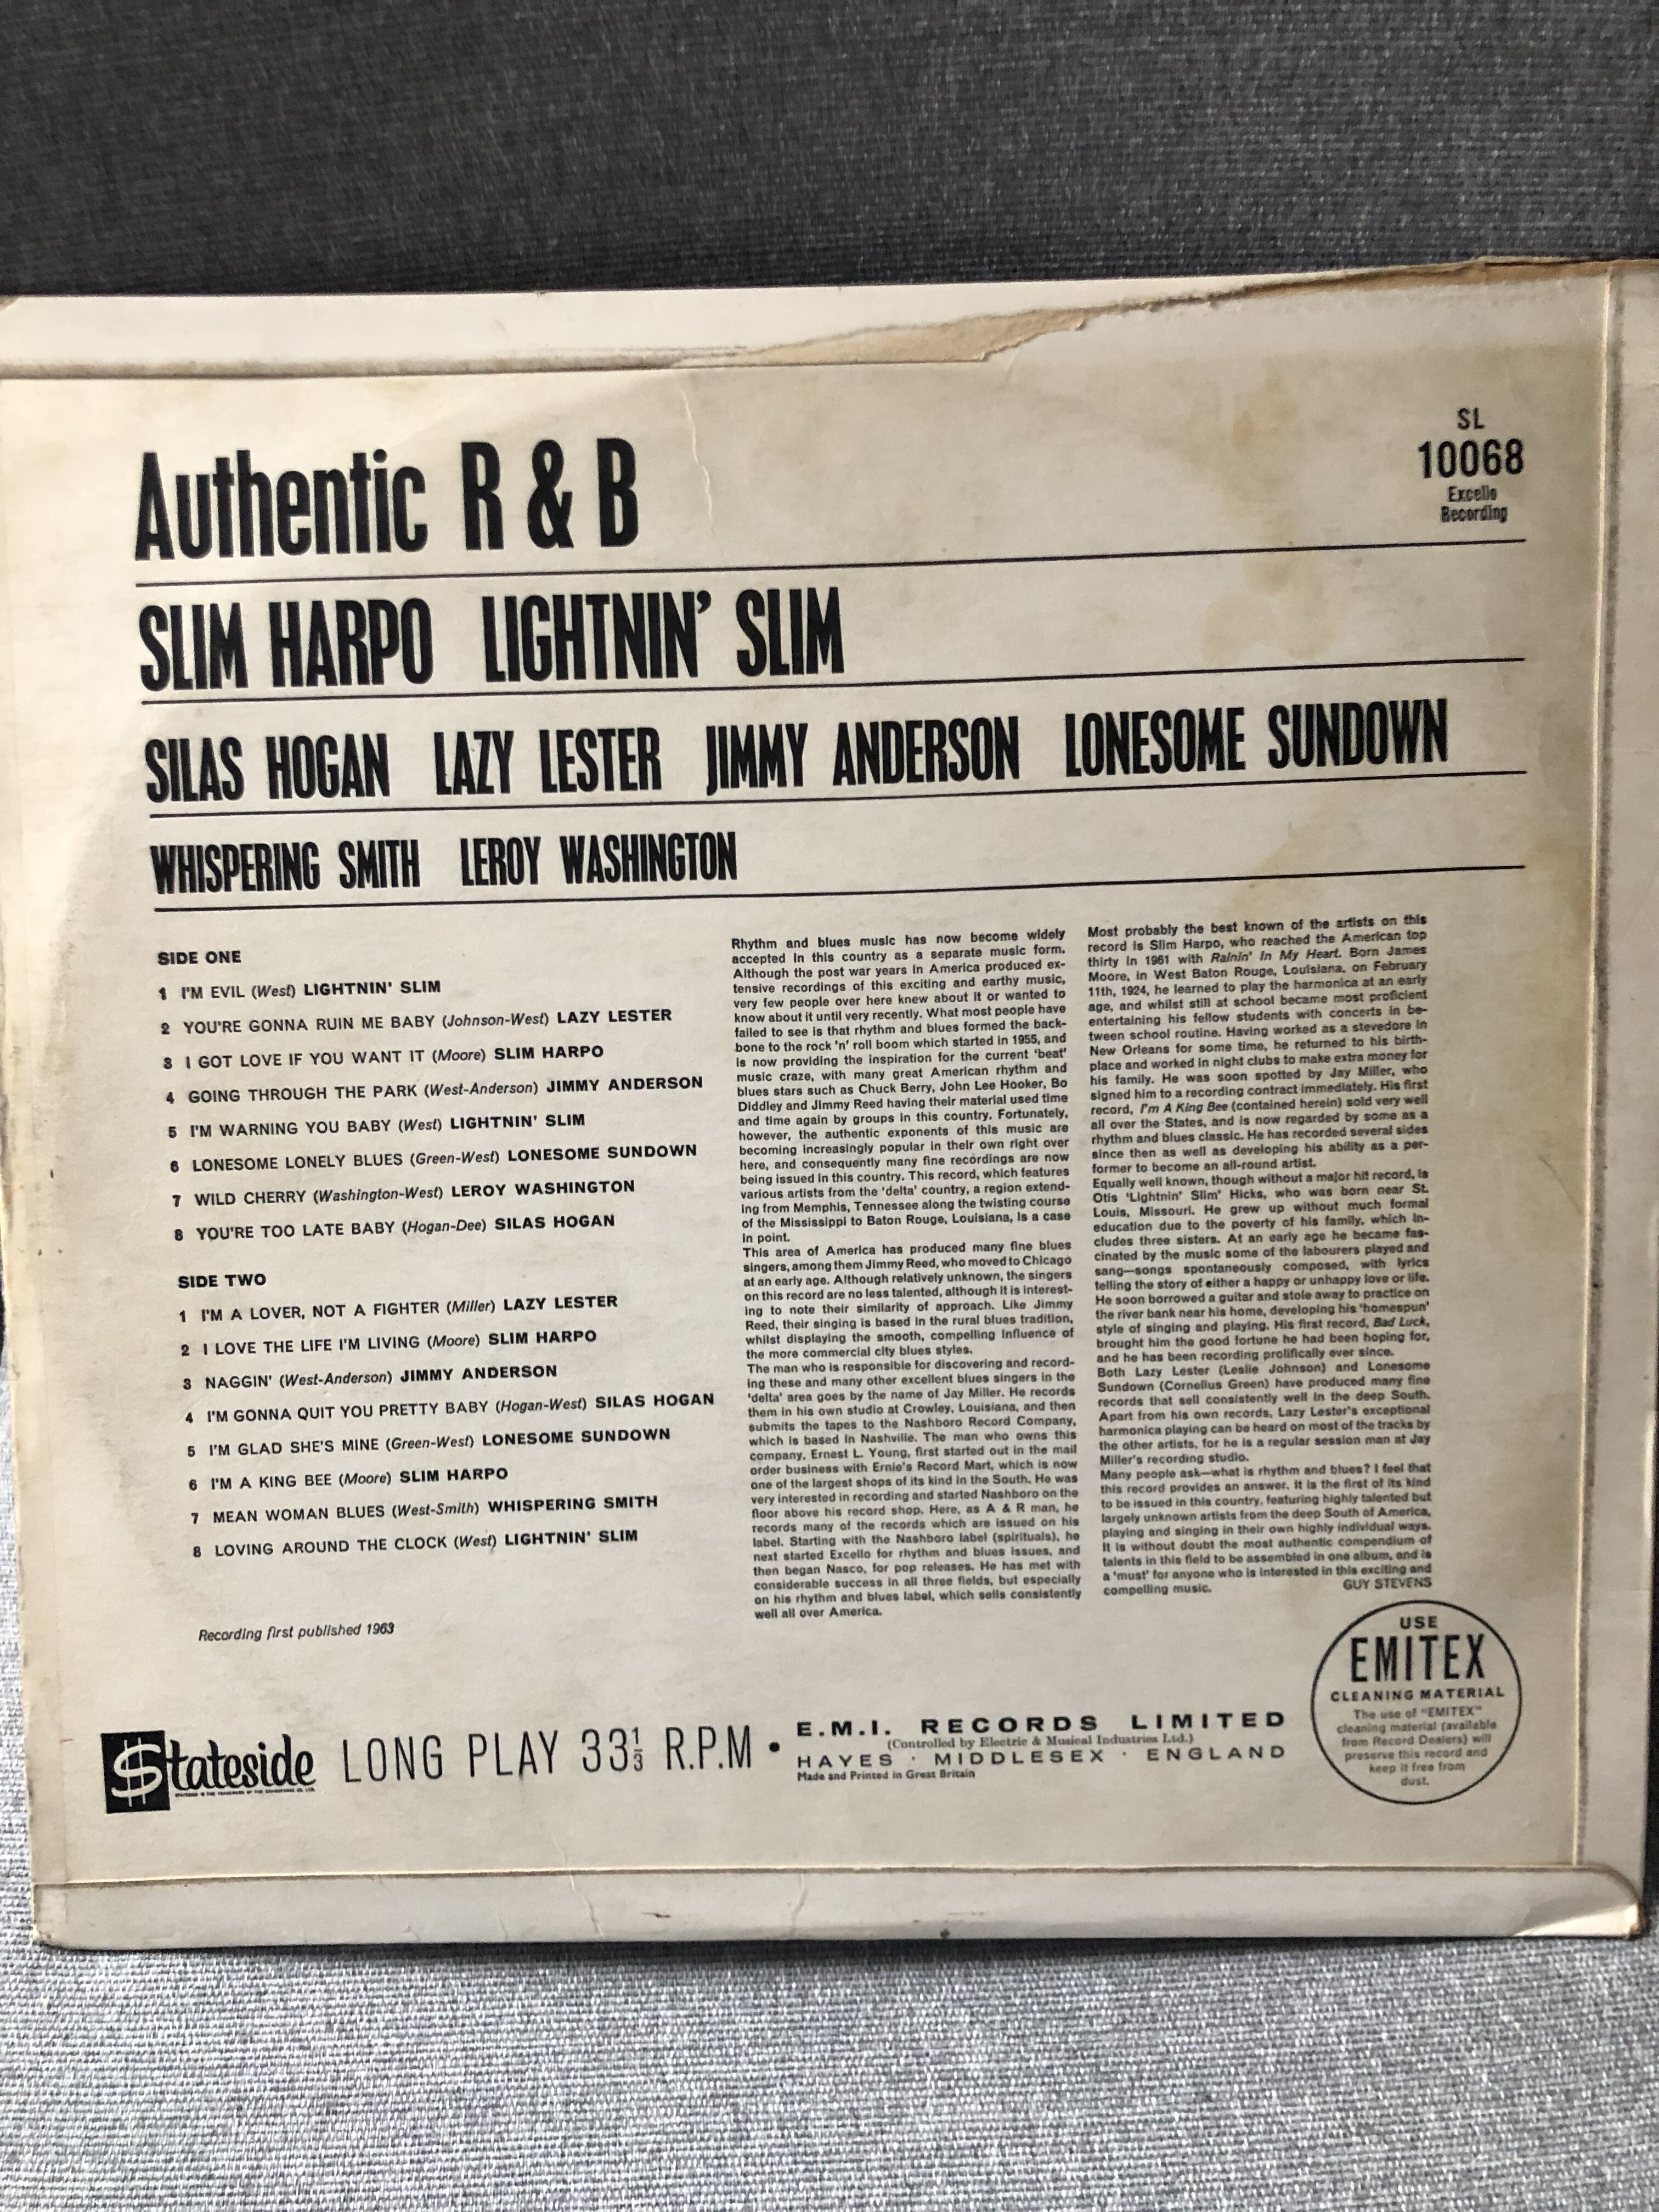 SL
10068
Excello
Recording
Authentic R & B
SLIM HARPO LIGHTNIN' SLIM
SILAS HOGAN LAZY LESTER JIMMY ANDERSON LONESOME SUNDOWN
WHISPERING SMITH LEROY WASHINGTON
SIDE ONE
1 I'M EVIL (West) LIGHTNIN' SLIM
2 YOU'RE GONNA RUIN ME BABY (Johnson-West) LAZY LESTER
3 I GOT LOVE IF YOU WANT IT (Moore) SLIM HARPO
4 GOING THROUGH THE PARK (West-Anderson) JIMMY ANDERSON
5 I'M WARNING YOU BABY (West) LIGHTNIN' SLIM
6 LONESOME LONELY BLUES (Green-West) LONESOME SUNDOWN
7 WILD CHERRY (Washington-West) LEROY WASHINGTON
8 YOU'RE TOO LATE BABY (Hogan-Dee) SILAS HOGAN
SIDE TWO
1 I'M A LOVER, NOT A FIGHTER (Miller) LAZY LESTER
2 I LOVE THE LIFE I'M LIVING (Moore) SLIM HARPO
3 NAGGIN' (West-Anderson) JIMMY ANDERSON
4 I'M GONNA QUIT YOU PRETTY BABY (Hogan-West) SILAS HOGAN
5 I'M GLAD SHE'S MINE (Green-West) LONESOME SUNDOWN
6 I'M A KING BEE (Moore) SLIM HARPO
7 MEAN WOMAN BLUES (West-Smith) WHISPERING SMITH
8 LOVING AROUND THE CLOCK (West) LIGHTNIN' SLIM
Recording first published 1963
Rhythm and blues music has now become widely
accepted in this country as a separate music form.
Although the post war years in America produced ex-
tensive recordings of this exciting and earthy music,
very few people over here knew about it or wanted to
know about it until very recently. What most people have
failed to see is that rhythm and blues formed the back-
bone to the rock 'n' roll boom which started in 1955, and
is now providing the inspiration for the current 'beat'
music craze, with many great American rhythm and
blues stars such as Chuck Berry, John Lee Hooker, Bo
Diddley and Jimmy Reed having their material used time
and time again by groups in this country. Fortunately,
however, the authentic exponents of this music are
becoming increasingly popular in their own right over
here, and consequently many fine recordings are now
being issued in this country. This record, which features
various artists from the 'delta' country, a region extend-
ing from Memphis, Tennessee along the twisting course
of the Mississippi to Baton Rouge, Louisiana, is a case
in point.
This area of America has produced many fine blues
singers, among them Jimmy Reed, who moved to Chicago
at an early age. Although relatively unknown, the singers
on this record are no less talented, although it is interest-
ing to note their similarity of approach. Like Jimmy
Reed, their singing is based in the rural blues tradition,
whilst displaying the smooth, compelling influence of
the more commercial city blues styles.
The man who is responsible for discovering and record-
ing these and many other excellent blues singers in the
'delta' area goes by the name of Jay Miller. He records
them in his own studio at Crowley, Louisiana, and then
submits the tapes to the Nashboro Record Company,
which is based in Nashville. The man who owns this
company, Ernest L. Young, first started out in the mail
order business with Ernie's Record Mart, which is now
one of the largest shops of its kind in the South. He was
very interested in recording and started Nashboro on the
floor above his record shop. Here, as A & R man, he
records many of the records which are issued on his
label. Starting with the Nashboro label (spirituals), he
next started Excello for rhythm and blues issues, and
then began Nasco, for pop releases. He has met with
considerable success in all three fields, but especially
on his rhythm and blues label, which sells consistently
well all over America.
Most probably the best known of the artists on this
record is Slim Harpo, who reached the American top
thirty in 1961 with Rainin' In My Heart. Born James
Moore, in West Baton Rouge, Louisiana, on February
11th, 1924, he learned to play the harmonica at an early
age, and whilst still at school became most proficient
entertaining his fellow students with concerts in be-
tween school routine. Having worked as a stevedore in
New Orleans for some time, he returned to his birth-
place and worked in night clubs to make extra money for
his family. He was soon spotted by Jay Miller, who
signed him to a recording contract immediately. His first
record, I'm A King Bee (contained herein) sold very well
all over the States, and is now regarded by some as a
rhythm and blues classic. He has recorded several sides
since then as well as developing his ability as a per-
former to become an all-round artist.
Equally well known, though without a major hit record, is
Otis 'Lightnin' Slim' Hicks, who was born near St.
Louis, Missouri. He grew up without much formal
education due to the poverty of his family, which in-
cludes three sisters. At an early age he became fas-
cinated by the music some of the labourers played and
sang—songs spontaneously composed, with lyrics
telling the story of either a happy or unhappy love or life.
He soon borrowed a guitar and stole away to practice on
the river bank near his home, developing his 'homespun'
style of singing and playing. His first record, Bad Luck,
brought him the good fortune he had been hoping for,
and he has been recording prolifically ever since.
Both Lazy Lester (Leslie Johnson) and Lonesome
Sundown (Cornelius Green) have produced many fine
records that sell consistently well in the deep South.
Apart from his own records, Lazy Lester's exceptional
harmonica playing can be heard on most of the tracks by
the other artists, for he is a regular session man at Jay
Miller's recording studio.
Many people ask—what is rhythm and blues? I feel that
this record provides an answer. It is the first of its kind
to be issued in this country, featuring highly talented but
largely unknown artists from the deep South of America,
playing and singing in their own highly individual ways.
It is without doubt the most authentic compendium of
talents in this field to be assembled in one album, and is
a 'must' for anyone who is interested in this exciting and
compelling music. GUY STEVENS
USE
EMITEX
CLEANING MATERIAL
The use of "EMITEX"
cleaning material (available
from Record Dealers) will
preserve this record and
keep it free from
dust.
Stateside LONG PLAY 33⅓ R.P.M •
E.M.I. RECORDS LIMITED
(Controlled by Electric & Musical Industries Ltd.)
HAYES · MIDDLESEX · ENGLAND
Made and Printed in Great Britain